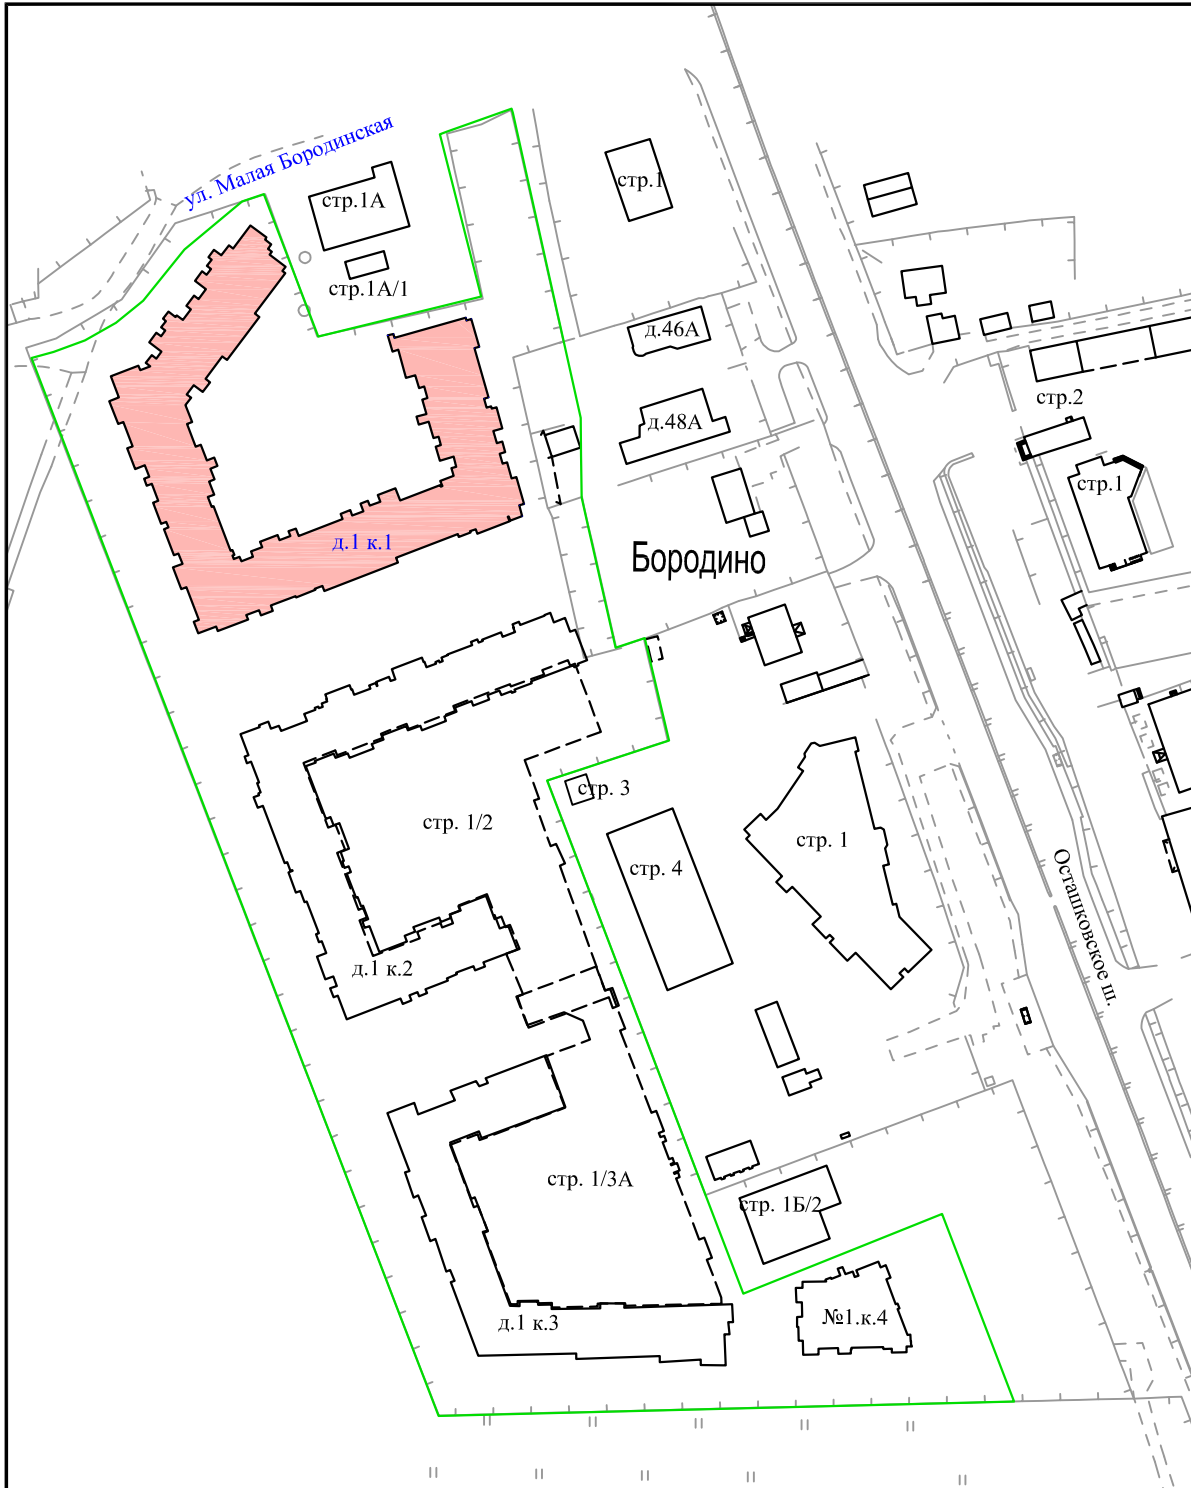 ул. Малая Бородинская
стр.1А
стр.1
стр.1А/1
д.46А
стр.2
д.48А
стр.1
д.1 к.1
Бородино
стр. 3
стр. 1/2
стр. 1
стр. 4
Осташковское ш.
д.1 к.2
стр. 1/3А
стр. 1Б/2
№1.к.4
д.1 к.3